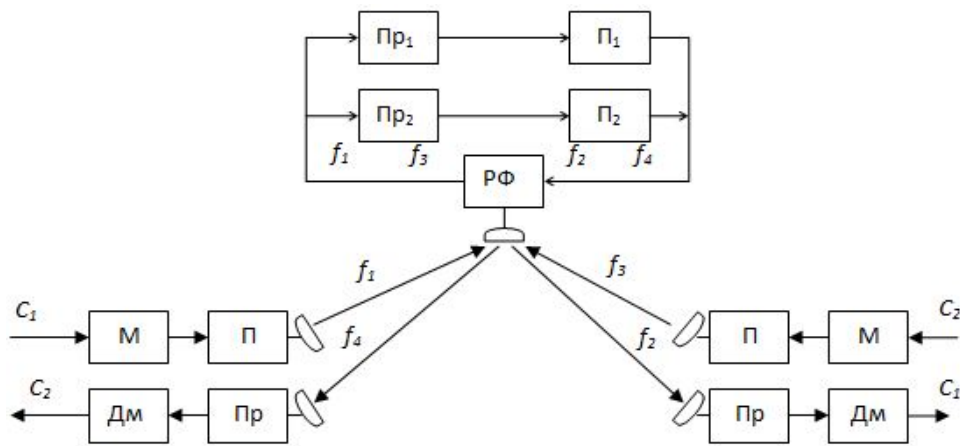 Пр₁ П₁
Пр₂ П₂
f₁ f₃ f₂ f₄
РФ
f₁ f₃
C₁ М П f₄ f₂ П М C₂
C₂ Дм Пр Пр Дм C₁